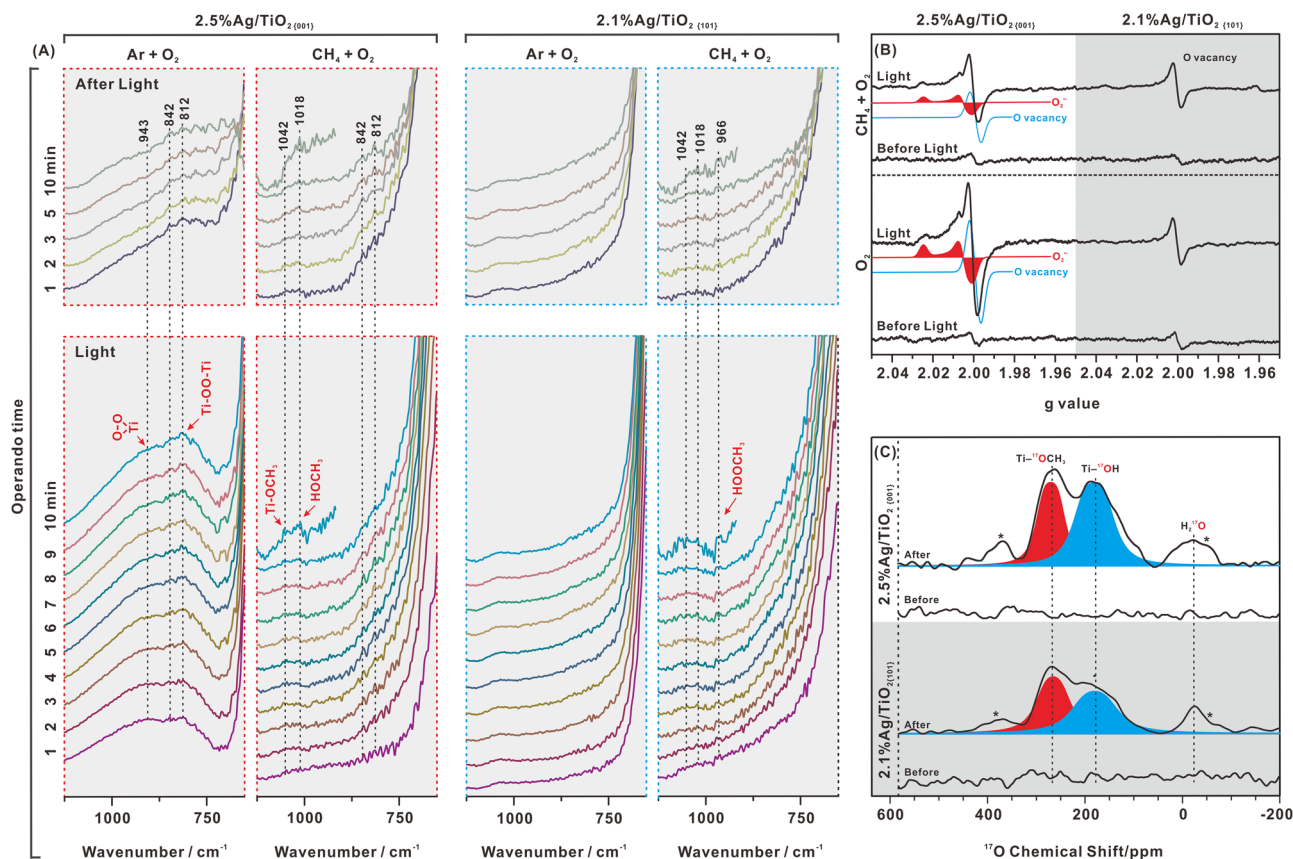 2.5%Ag/TiO2 {001}
2.1%Ag/TiO2 {101}
(A)
Ar + O2
CH4 + O2
Ar + O2
CH4 + O2
Operando time
After Light
943
842
812
1042
1018
842
812
1042
1018
966
10 min
5
3
2
1
Light
O-O
Ti
Ti-OO-Ti
Ti-OCH3
HOCH3
HOOCH3
10 min
9
8
7
6
5
4
3
2
1
1000
750
1000
750
1000
750
1000
750
Wavenumber / cm-1
Wavenumber / cm-1
Wavenumber / cm-1
Wavenumber / cm-1
2.5%Ag/TiO2 {001}
2.1%Ag/TiO2 {101}
(B)
CH4 + O2
Light
O2•-
O vacancy
O vacancy
Before Light
O2
Light
O2•-
O vacancy
Before Light
2.04
2.02
2.00
1.98
2.04
2.02
2.00
1.98
1.96
g value
(C)
2.5%Ag/TiO2 {001}
Ti-17OCH3
Ti-17OH
H217O
*
*
After
Before
2.1%Ag/TiO2{101}
*
*
After
Before
600
400
200
0
-200
17O Chemical Shift/ppm